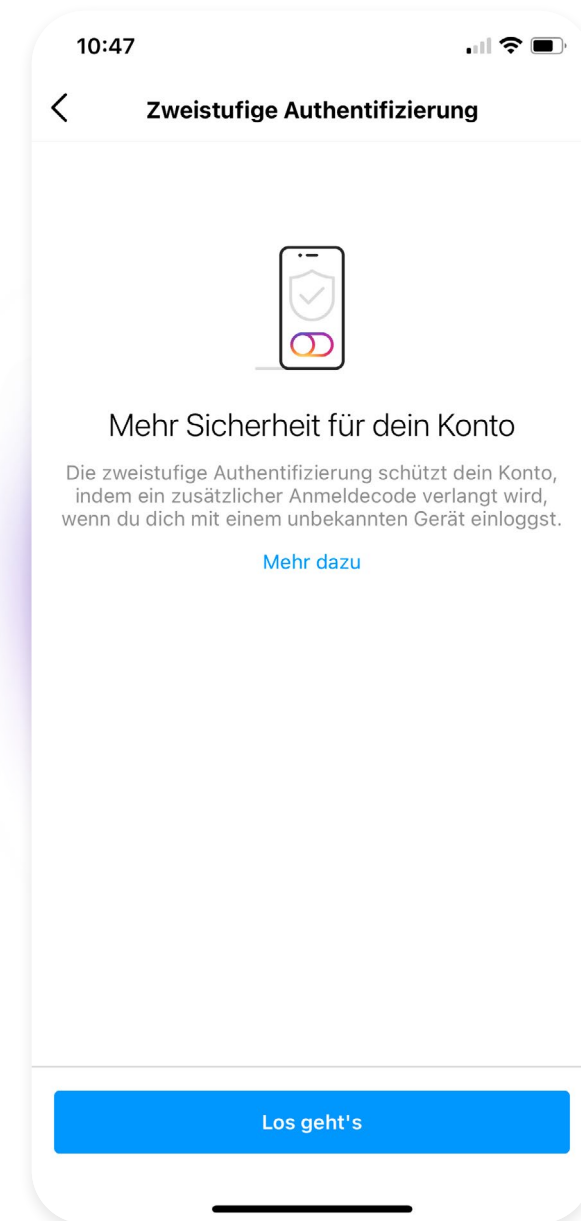 10:47
Zweistufige Authentifizierung
Mehr Sicherheit für dein Konto
Die zweistufige Authentifizierung schützt dein Konto,
indem ein zusätzlicher Anmeldecode verlangt wird,
wenn du dich mit einem unbekannten Gerät einloggst.
Mehr dazu
Los geht's